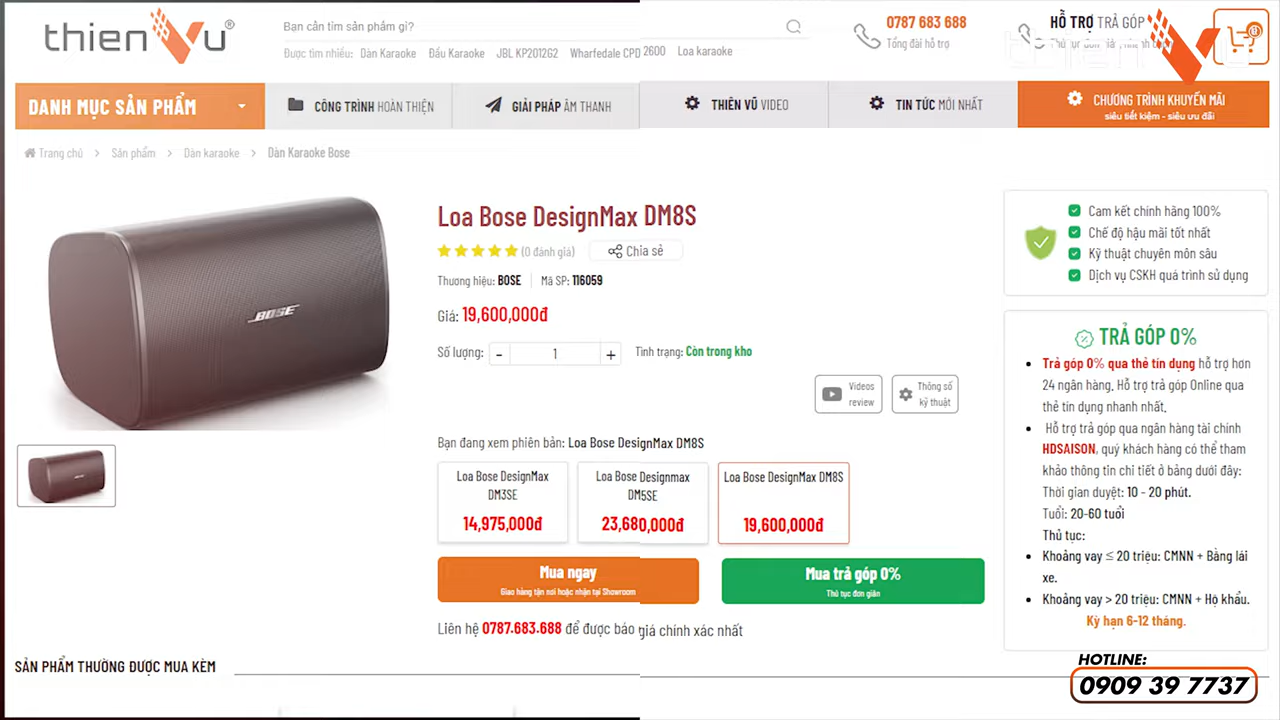 thien Vu®
Bạn cần tìm sản phẩm gì?
Được tìm nhiều: Dàn Karaoke Đầu Karaoke JBL KP2012G2 Wharfedale CPD 2600 Loa karaoke
0787 683 688
Tổng đài hỗ trợ
HỖ TRỢ TRẢ GÓP
DANH MỤC SẢN PHẨM
CÔNG TRÌNH HOÀN THIỆN
GIẢI PHÁP ÂM THANH
THIÊN VŨ VIDEO
TIN TỨC MỚI NHẤT
CHƯƠNG TRÌNH KHUYẾN MÃI
siêu tiết kiệm - siêu ưu đãi
Trang chủ > Sản phẩm > Dàn karaoke > Dàn Karaoke Bose
BOSE
Loa Bose DesignMax DM8S
(0 đánh giá) Chia sẻ
Thương hiệu: BOSE Mã SP: 116059
Giá: 19,600,000đ
Số lượng: - 1 + Tình trạng: Còn trong kho
Videos review
Thông số kỹ thuật
Bạn đang xem phiên bản: Loa Bose DesignMax DM8S
Loa Bose DesignMax
DM3SE
14,975,000đ
Loa Bose Designmax
DM5SE
23,680,000đ
Loa Bose DesignMax DM8S
19,600,000đ
Mua ngay
Giao hàng tận nơi hoặc nhận tại Showroom
Mua trả góp 0%
Thủ tục đơn giản
Liên hệ 0787.683.688 để được báo giá chính xác nhất
Cam kết chính hãng 100%
Chế độ hậu mãi tốt nhất
Kỹ thuật chuyên môn sâu
Dịch vụ CSKH quá trình sử dụng
TRẢ GÓP 0%
Trả góp 0% qua thẻ tín dụng hỗ trợ hơn
24 ngân hàng. Hỗ trợ trả góp Online qua
thẻ tín dụng nhanh nhất.
Hỗ trợ trả góp qua ngân hàng tài chính
HDSAISON, quý khách hàng có thể tham
khảo thông tin chi tiết ở bảng dưới đây:
Thời gian duyệt: 10 - 20 phút.
Tuổi: 20-60 tuổi
Thủ tục:
Khoảng vay ≤ 20 triệu: CMNN + Bằng lái
xe.
Khoảng vay > 20 triệu: CMNN + Hộ khẩu.
Kỳ hạn 6-12 tháng.
SẢN PHẨM THƯỜNG ĐƯỢC MUA KÈM
HOTLINE:
0909 39 7737